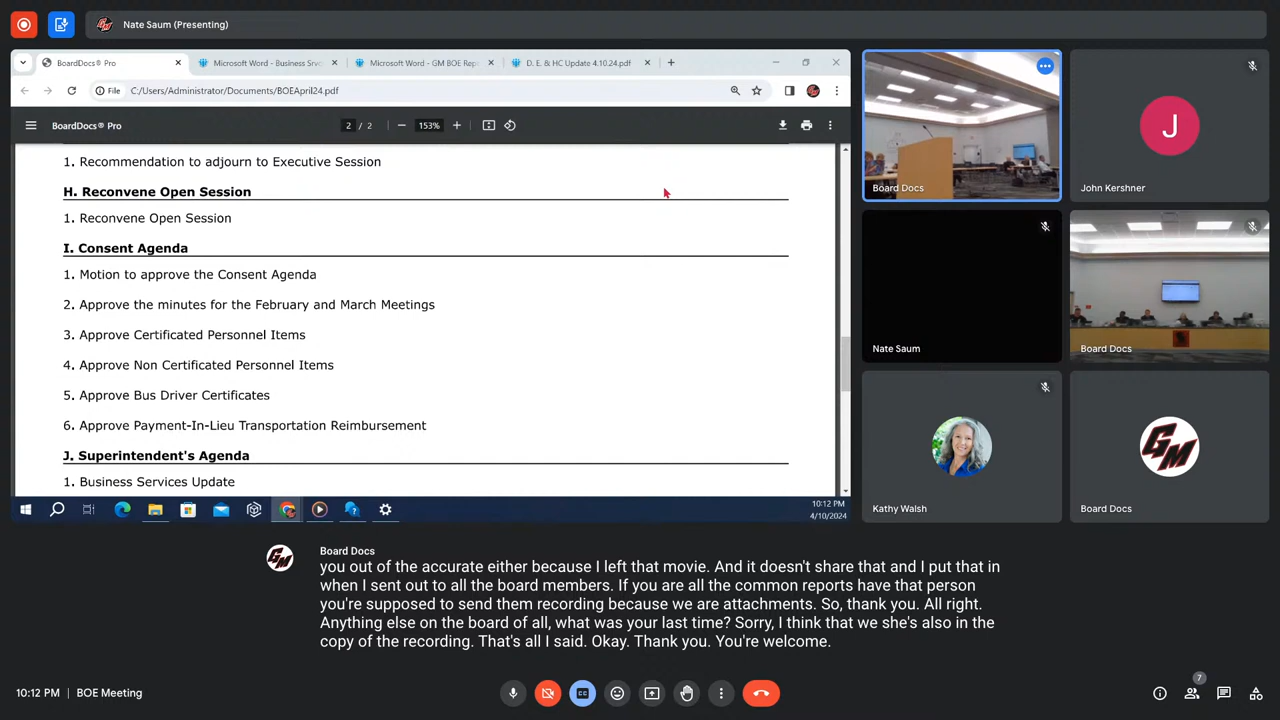 Nate Saum (Presenting)
BoardDocs® Pro
Microsoft Word - Business Srvc
Microsoft Word - GM BOE Rep
D. E. & HC Update 4.10.24.pdf
File
C:/Users/Administrator/Documents/BOEApril24.pdf
BoardDocs® Pro
2 / 2
153%
1. Recommendation to adjourn to Executive Session
H. Reconvene Open Session
1. Reconvene Open Session
I. Consent Agenda
1. Motion to approve the Consent Agenda
2. Approve the minutes for the February and March Meetings
3. Approve Certificated Personnel Items
4. Approve Non Certificated Personnel Items
5. Approve Bus Driver Certificates
6. Approve Payment-In-Lieu Transportation Reimbursement
J. Superintendent's Agenda
1. Business Services Update
10:12 PM
4/10/2024
Board Docs
J
John Kershner
Nate Saum
Board Docs
Kathy Walsh
GM
Board Docs
GM
Board Docs
you out of the accurate either because I left that movie. And it doesn't share that and I put that in
when I sent out to all the board members. If you are all the common reports have that person
you're supposed to send them recording because we are attachments. So, thank you. All right.
Anything else on the board of all, what was your last time? Sorry, I think that we she's also in the
copy of the recording. That's all I said. Okay. Thank you. You're welcome.
10:12 PM | BOE Meeting
7